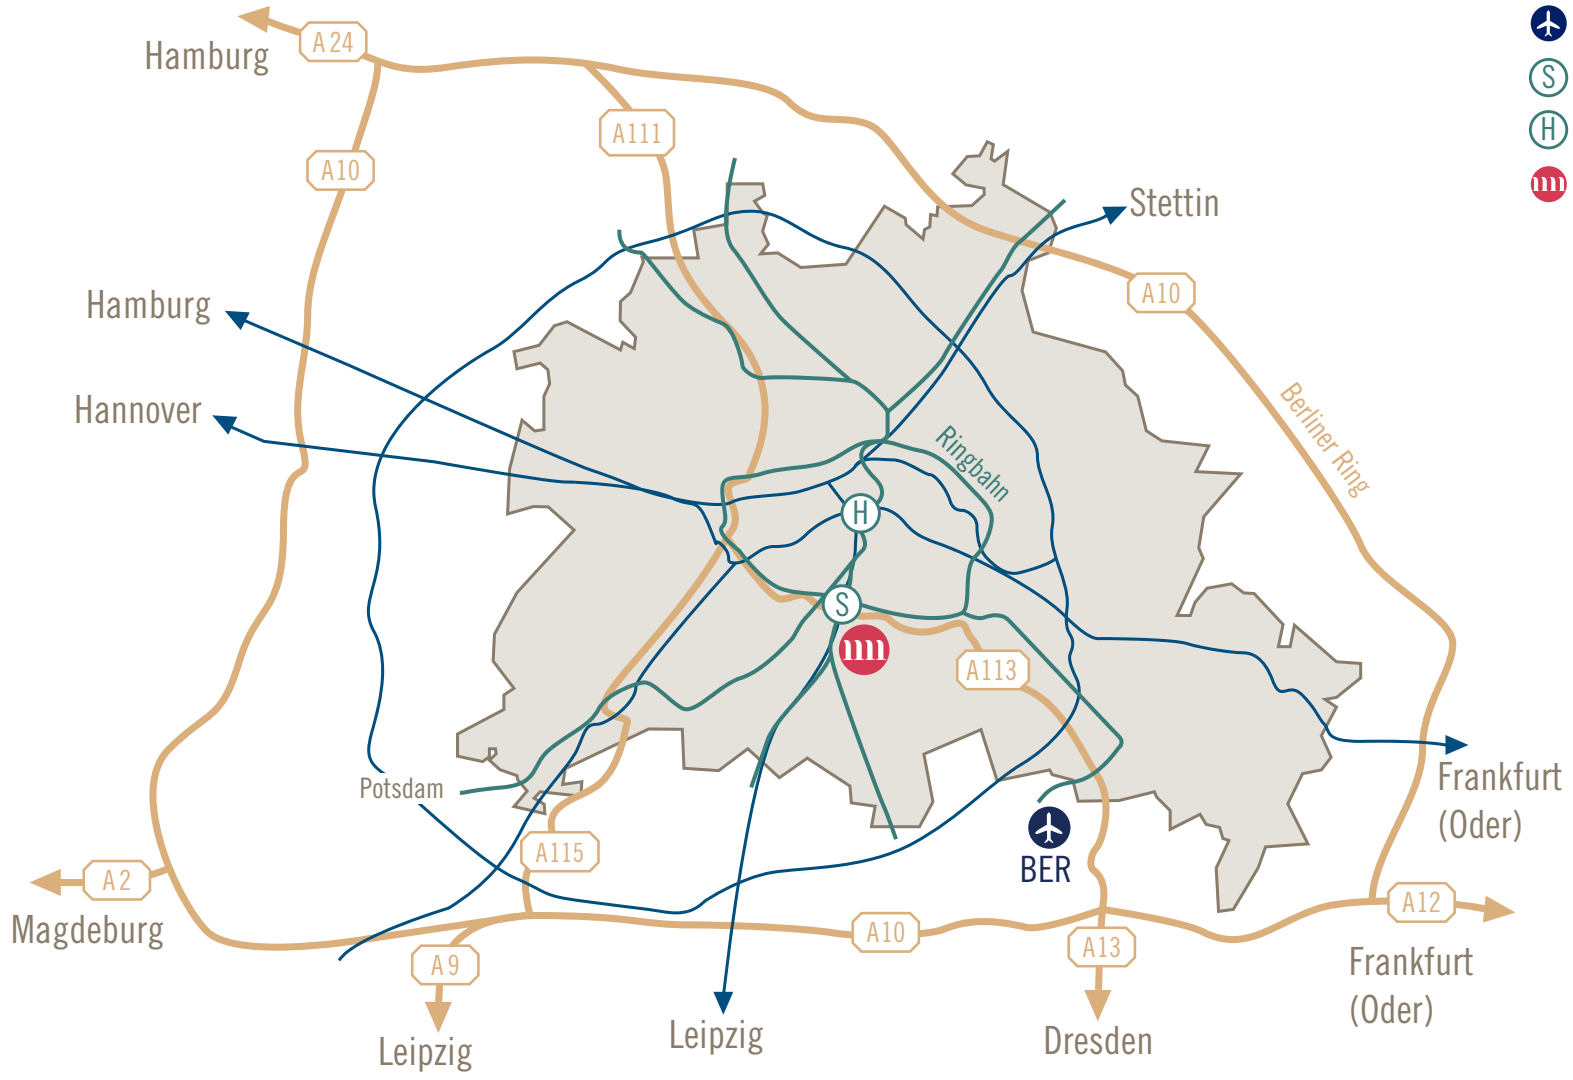 A 24
Hamburg
A111
A10
S
H
Stettin
A10
Hamburg
Hannover
Berliner Ring
Ringbahn
H
S
A113
Potsdam
Frankfurt
(Oder)
A115
BER
A 2
A12
Magdeburg
A10
A13
A 9
Frankfurt
(Oder)
Leipzig
Leipzig
Dresden